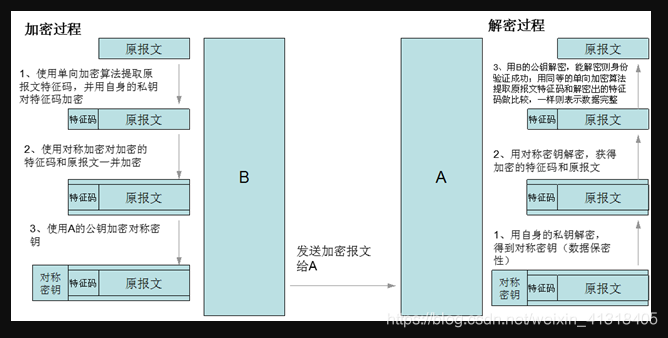 加密过程
原报文
1、使用单向加密算法提取原
报文特征码，并用自身的私钥
对特征码加密
特征码
原报文
2、使用对称加密对加密的
特征码和原报文一并加密
特征码
原报文
3、使用A的公钥加密对称密
钥
对称
密钥
特征码
原报文
B
发送加密报文
给A
A
解密过程
原报文
3、用B的公钥解密，能解密则身份
验证成功；用同等的单向加密算法
提取原报文特征码和解密出的特征
码做比较，一样则表示数据完整
特征码
原报文
2、用对称密钥解密，获得
加密的特征码和原报文
特征码
原报文
1、用自身的私钥解密，
得到对称密钥（数据保密
性）
对称
密钥
特征码
原报文
https://blog.csdn.net/weixin_41318405